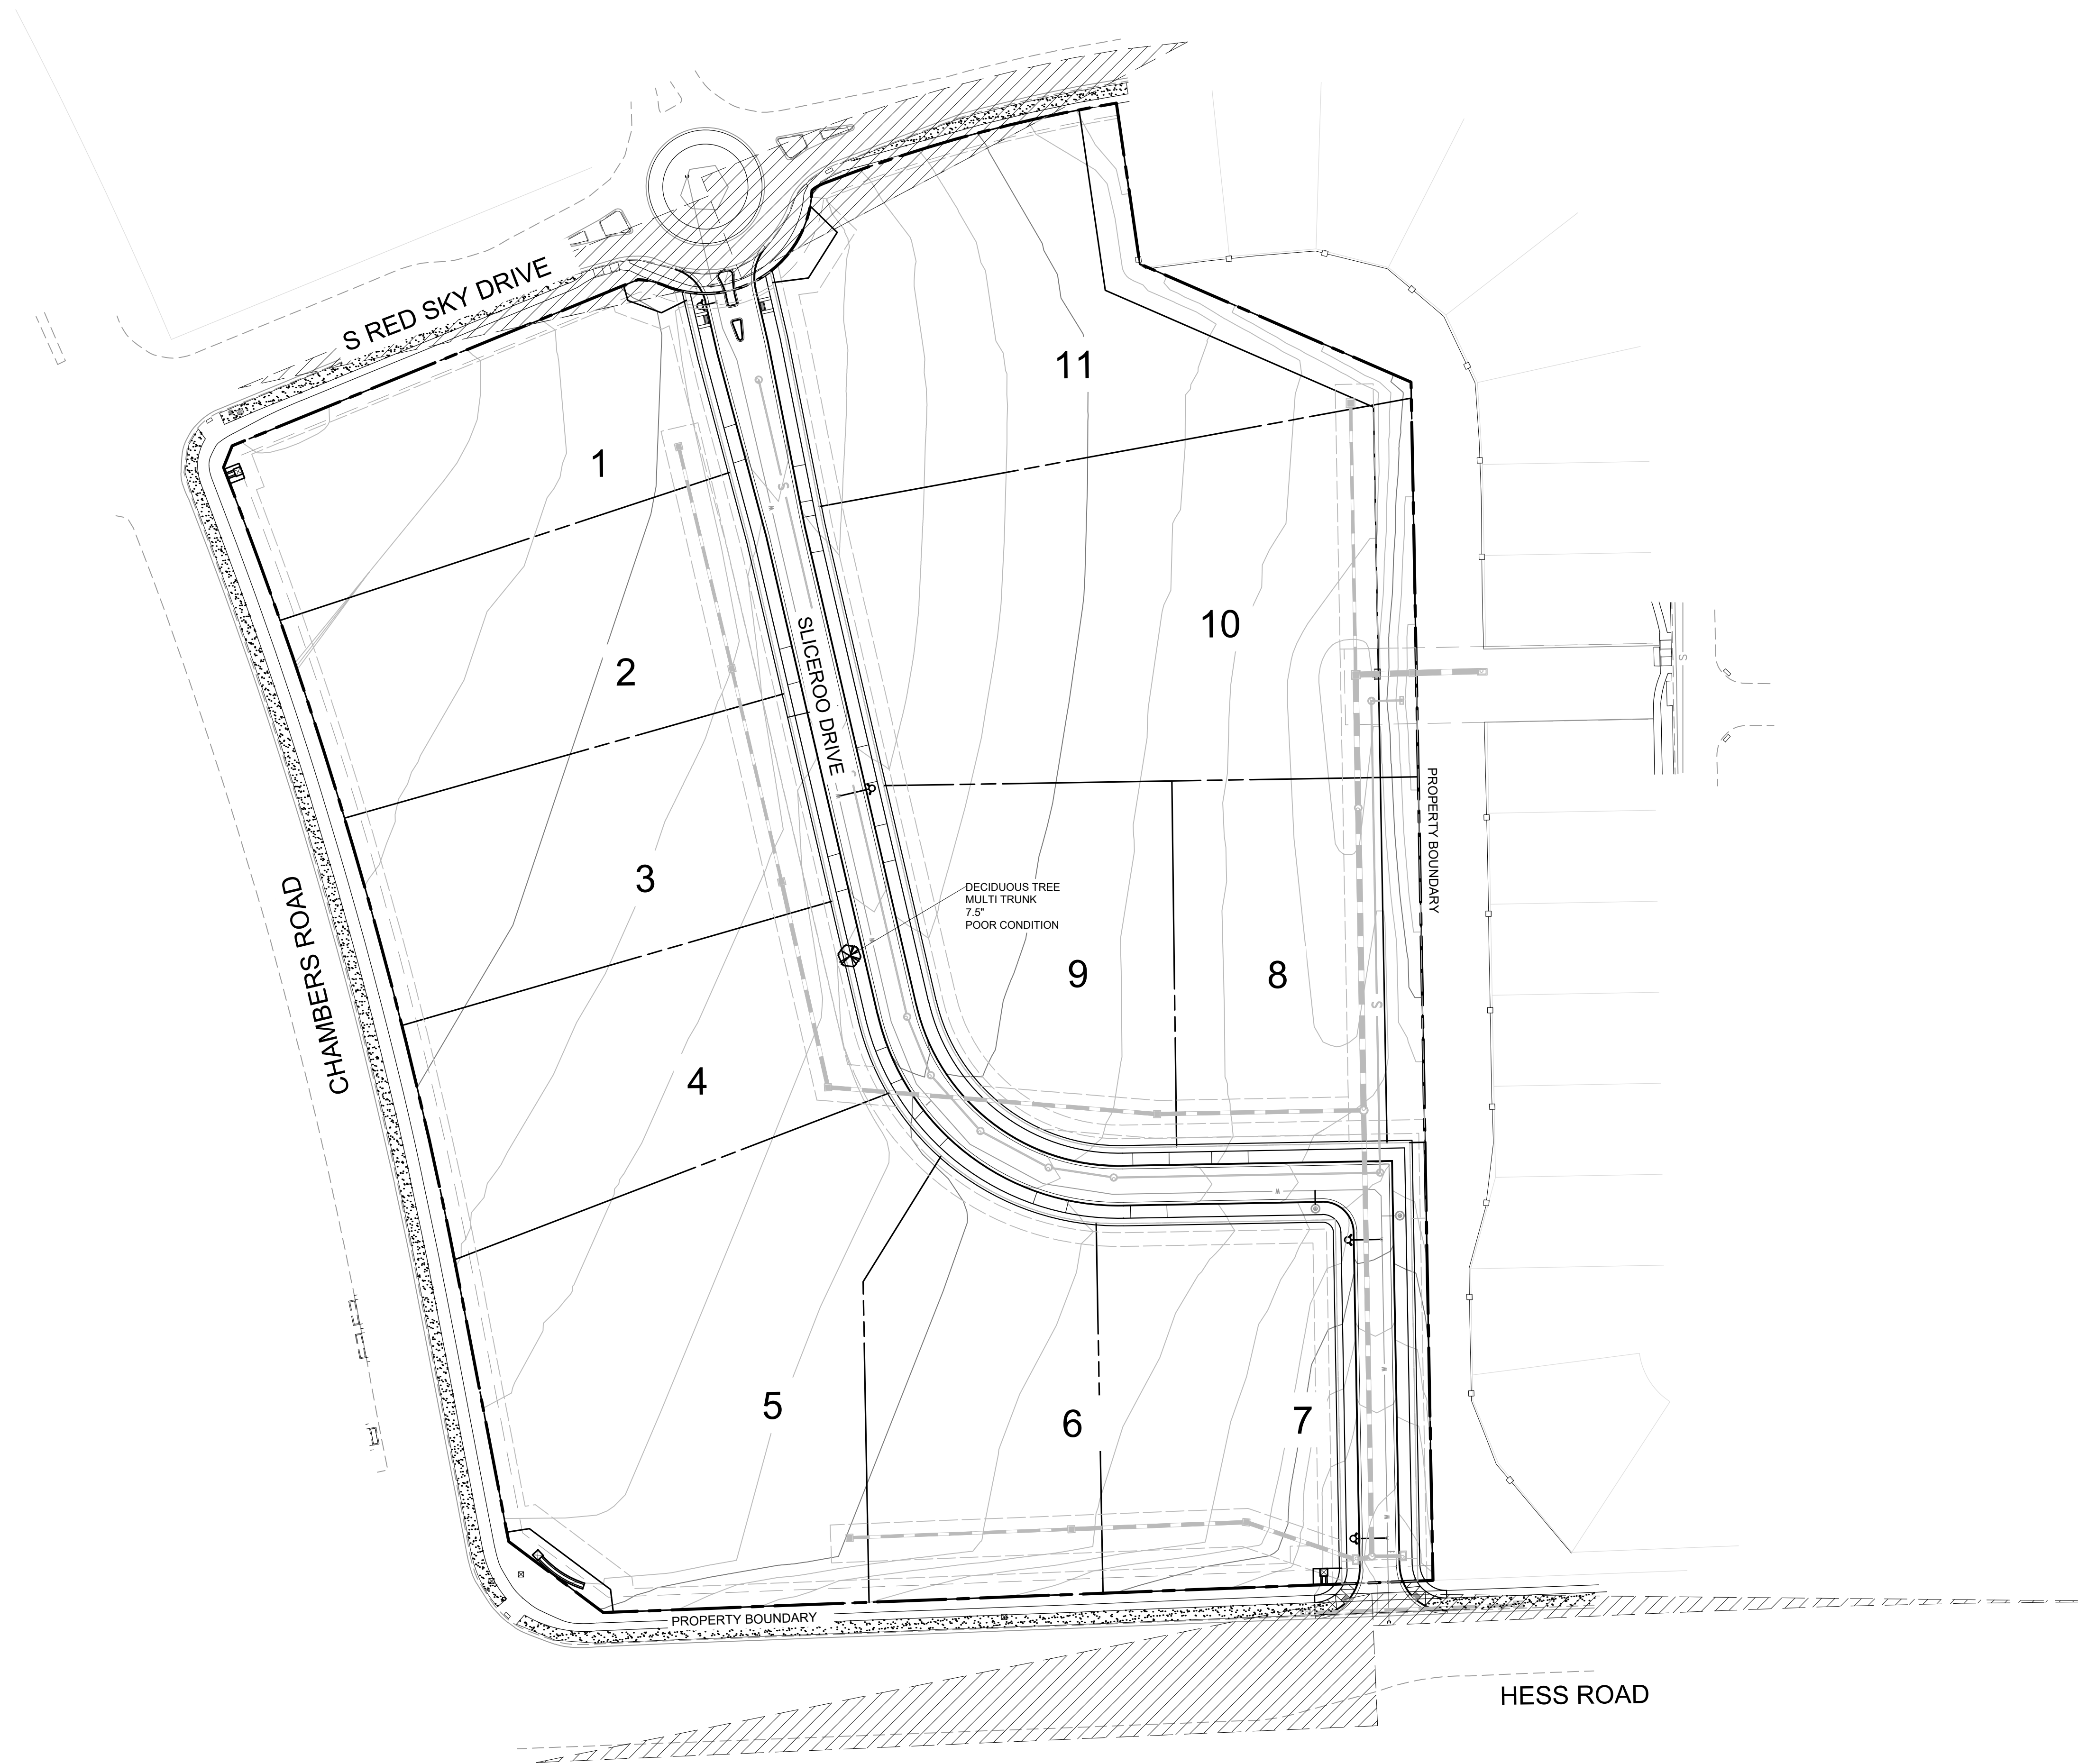 S RED SKY DRIVE
11
1
S
W
10
SLICEROO DRIVE
2
S
PROPERTY BOUNDARY
3
CHAMBERS ROAD
DECIDUOUS TREE
MULTI TRUNK
7.5"
POOR CONDITION
W
9
8
S
4
W
W
5
6
7
W
PROPERTY BOUNDARY
HESS ROAD